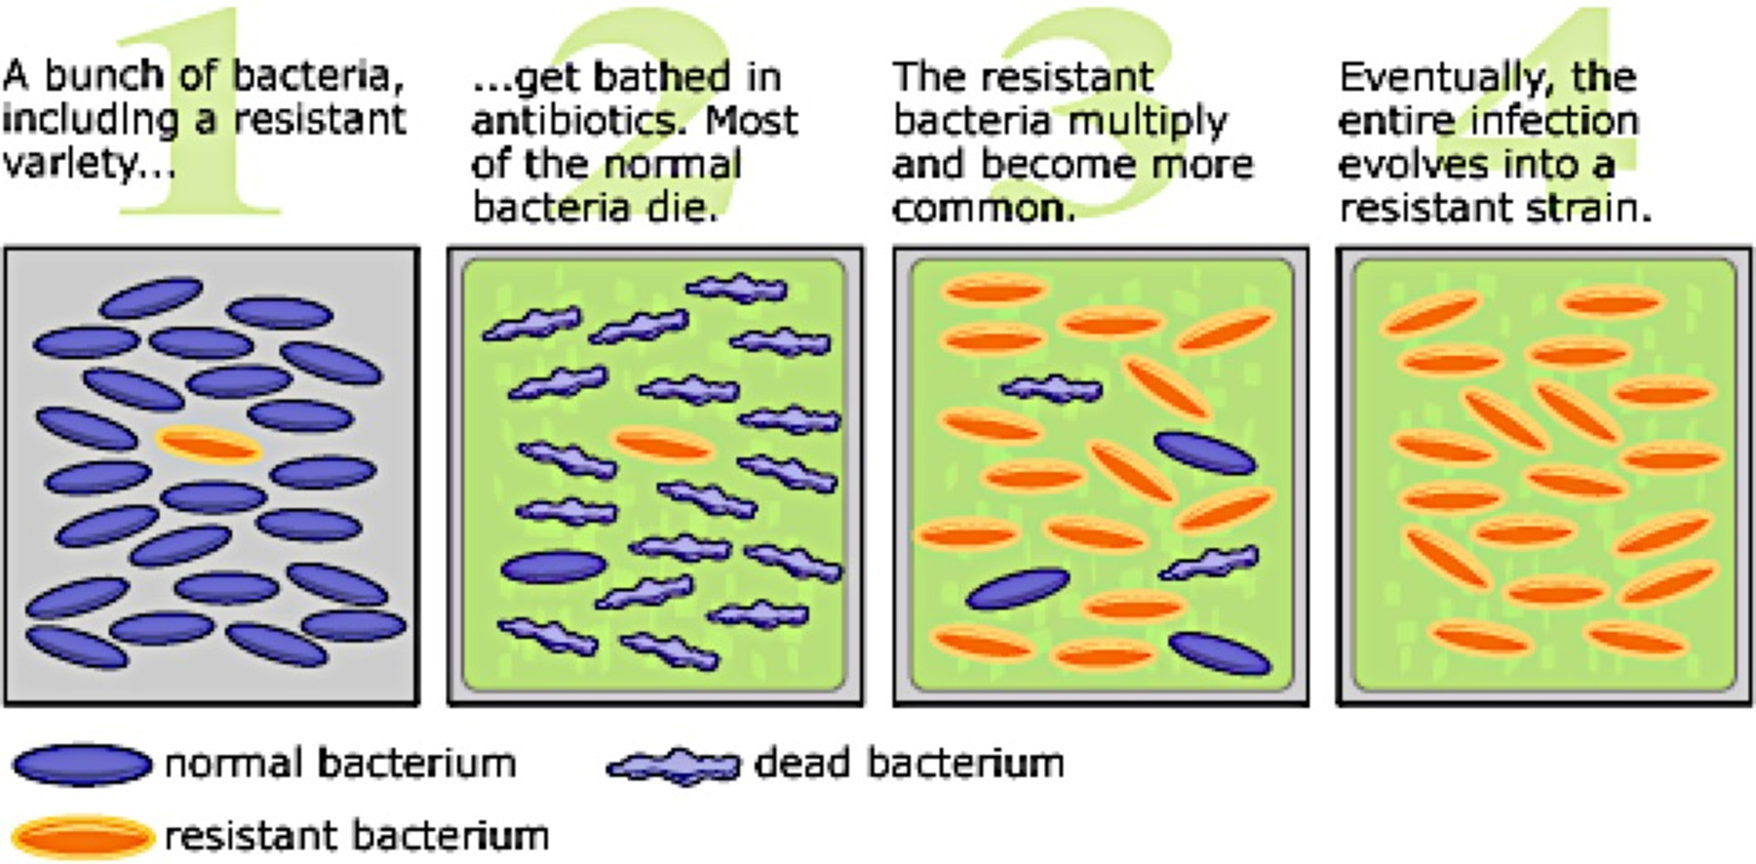 1
A bunch of bacteria,
including a resistant
variety...
2
...get bathed in
antibiotics. Most
of the normal
bacteria die.
3
The resistant
bacteria multiply
and become more
common.
4
Eventually, the
entire infection
evolves into a
resistant strain.
normal bacterium
dead bacterium
resistant bacterium